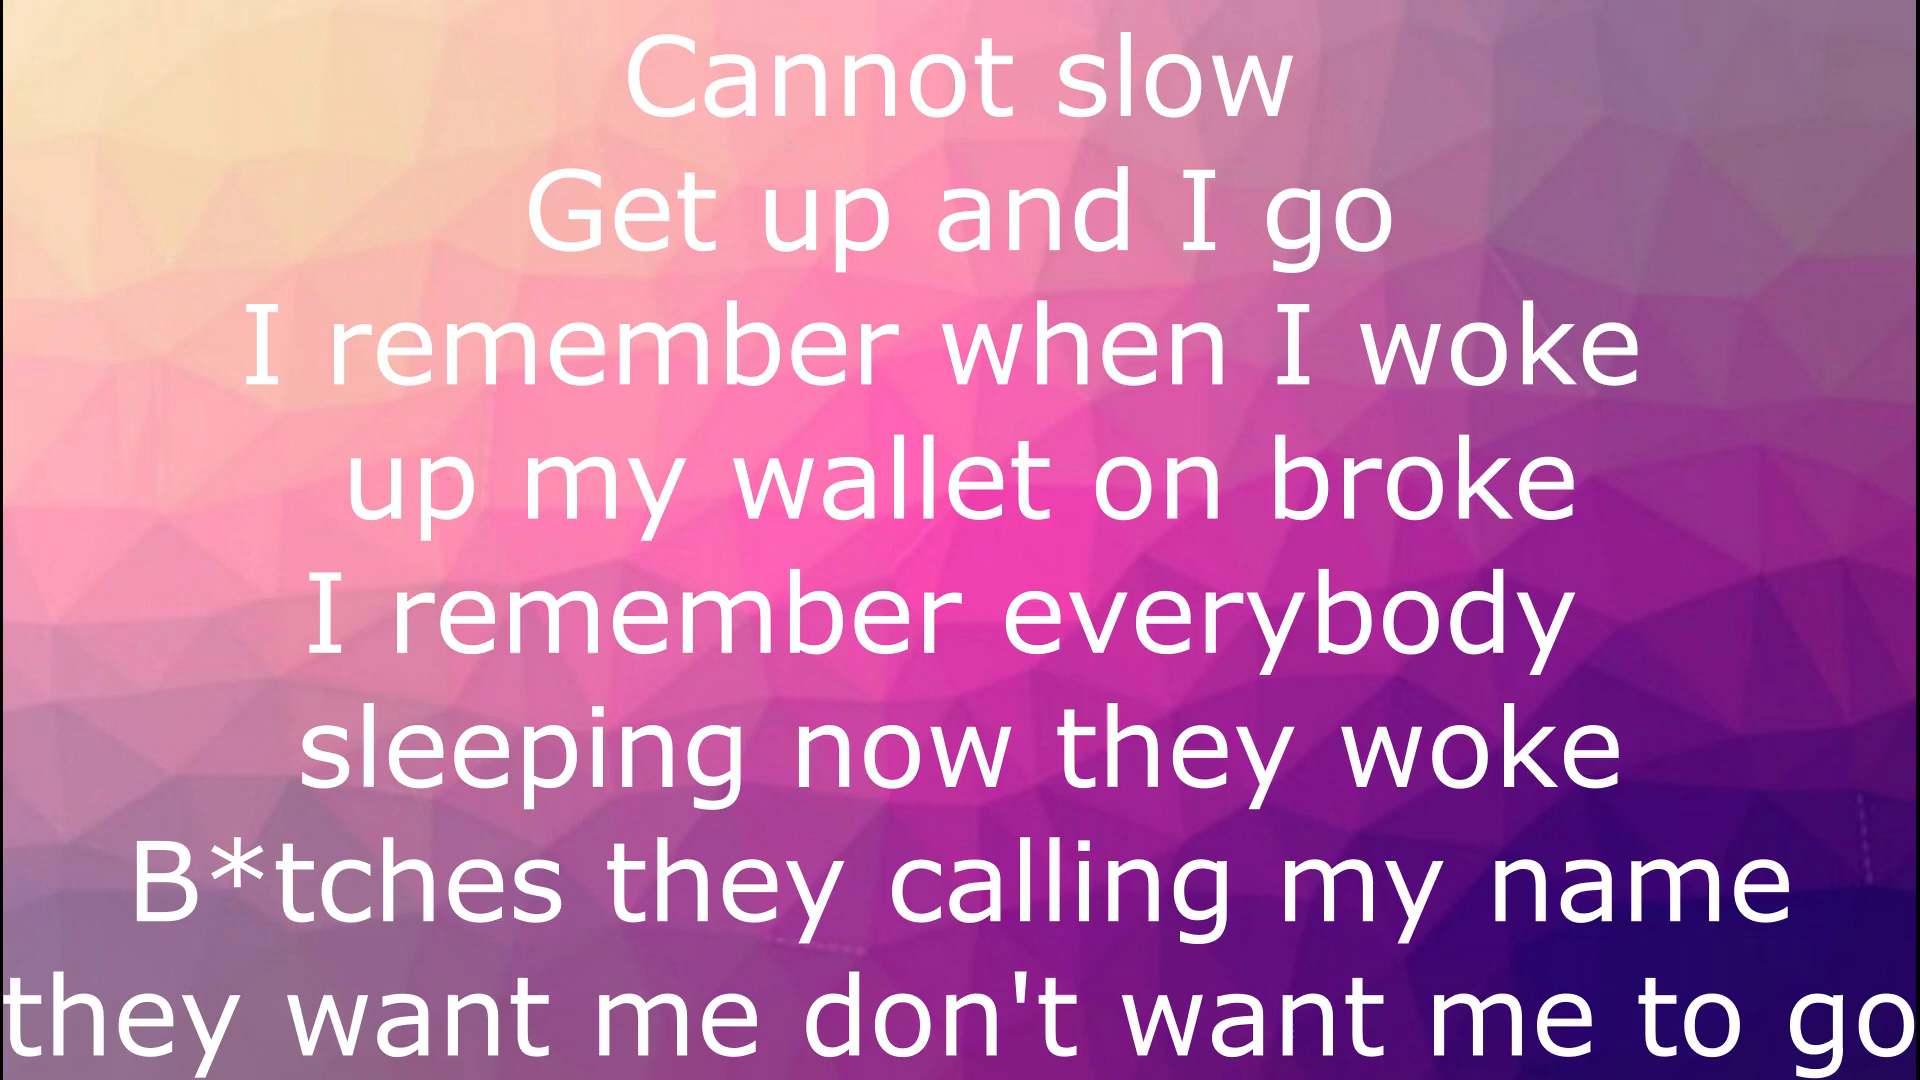 Cannot slow
Get up and I go
I remember when I woke
up my wallet on broke
I remember everybody
sleeping now they woke
B*tches they calling my name
they want me don't want me to go